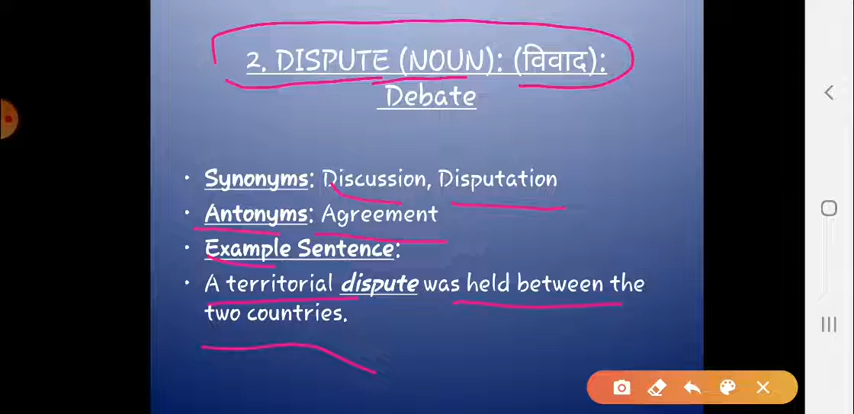 2. DISPUTE (NOUN): (विवाद):
Debate
• Synonyms: Discussion, Disputation
• Antonyms: Agreement
• Example Sentence:
• A territorial dispute was held between the
two countries.